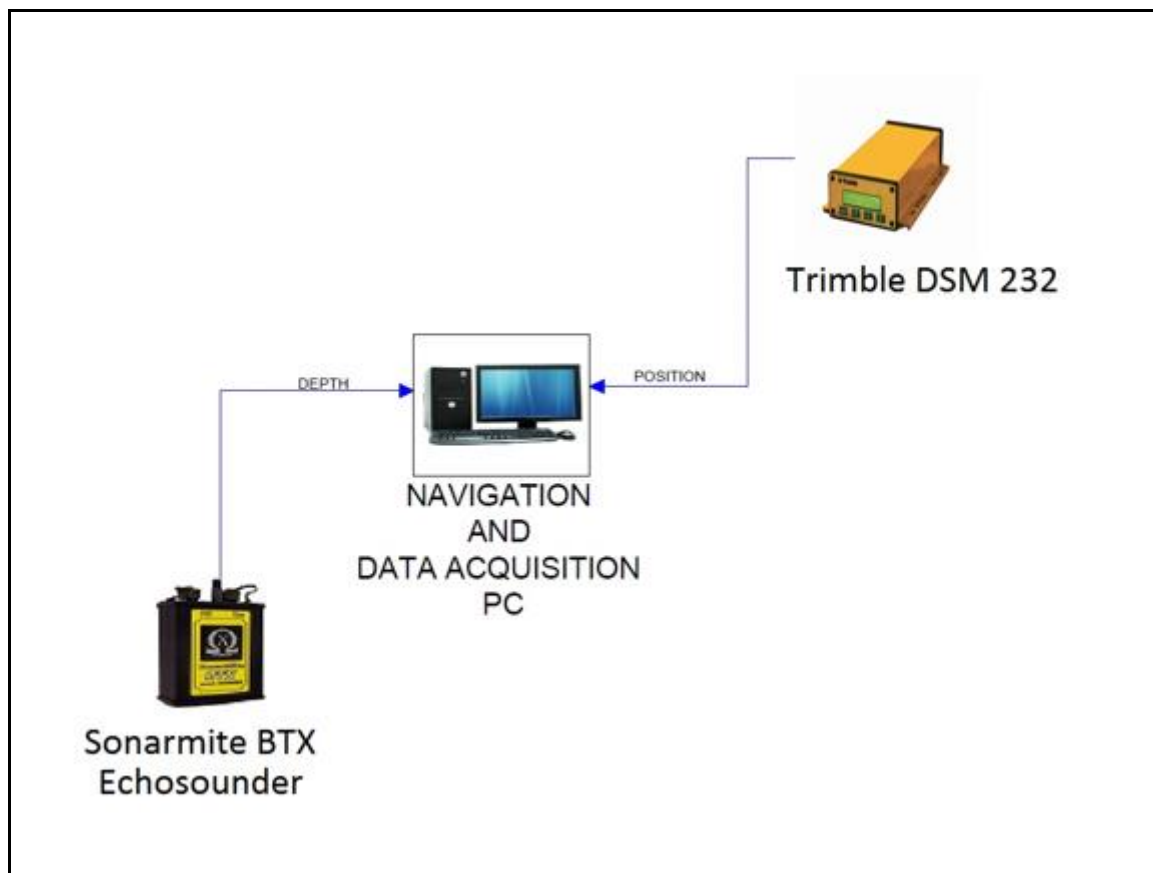 Trimble DSM 232
DEPTH
POSITION
NAVIGATION
AND
DATA ACQUISITION
PC
Sonarmite BTX
Echosounder